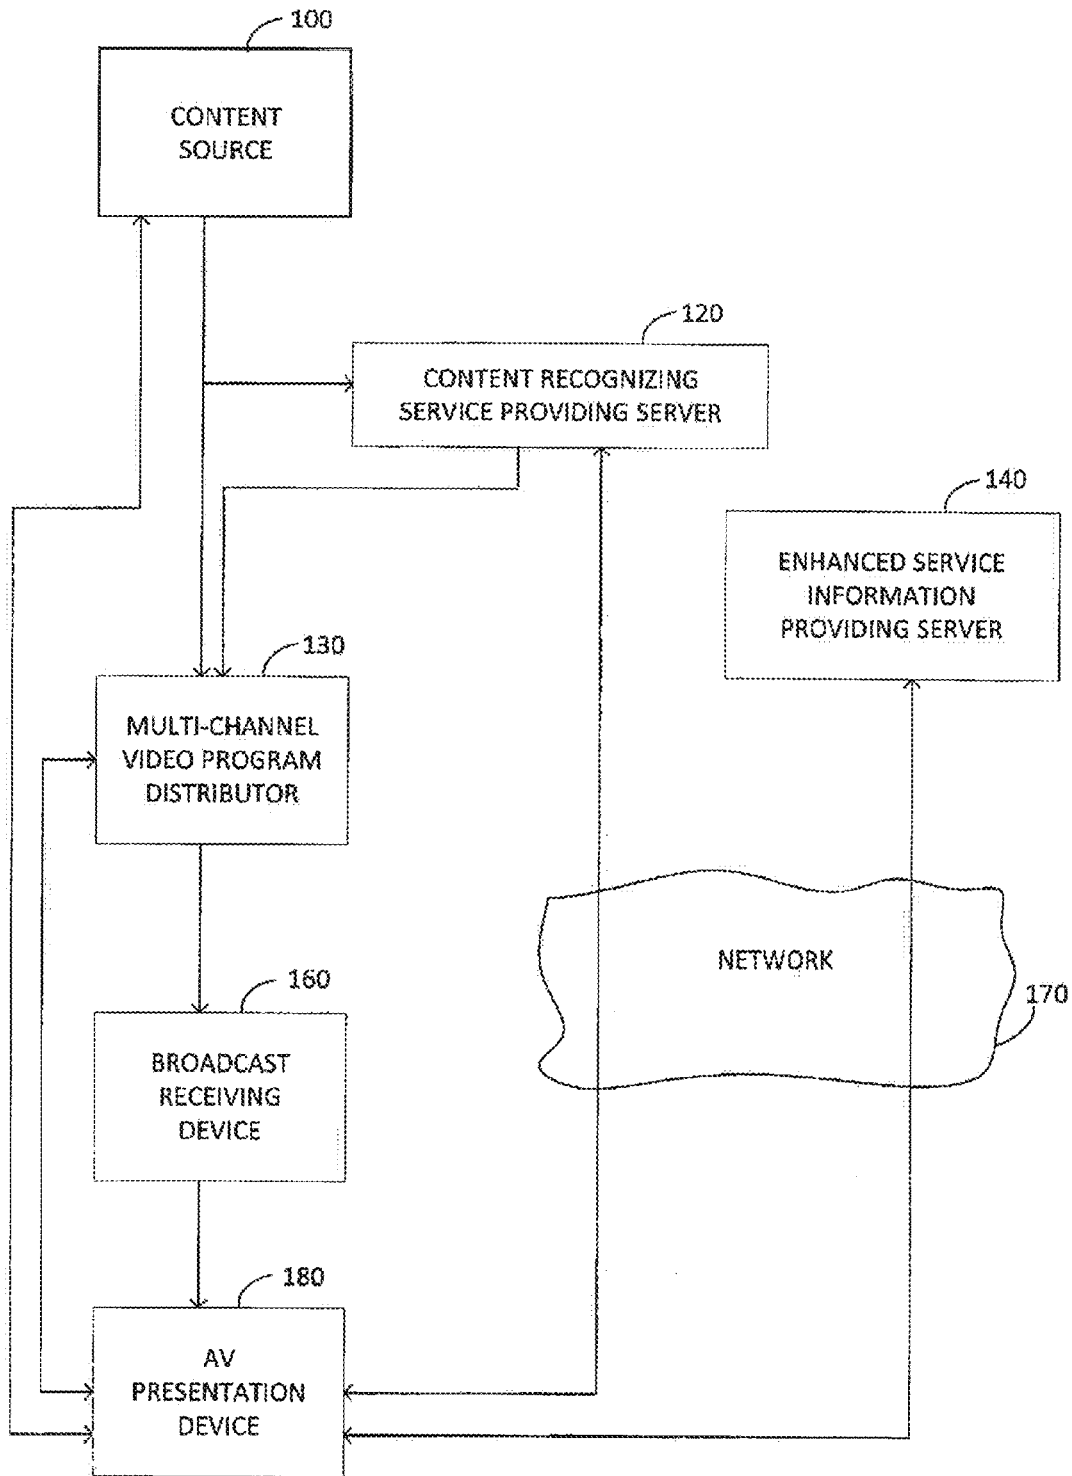 100
CONTENT
SOURCE
120
CONTENT RECOGNIZING
SERVICE PROVIDING SERVER
140
ENHANCED SERVICE
INFORMATION
PROVIDING SERVER
130
MULTI-CHANNEL
VIDEO PROGRAM
DISTRIBUTOR
NETWORK
170
160
BROADCAST
RECEIVING
DEVICE
180
AV
PRESENTATION
DEVICE